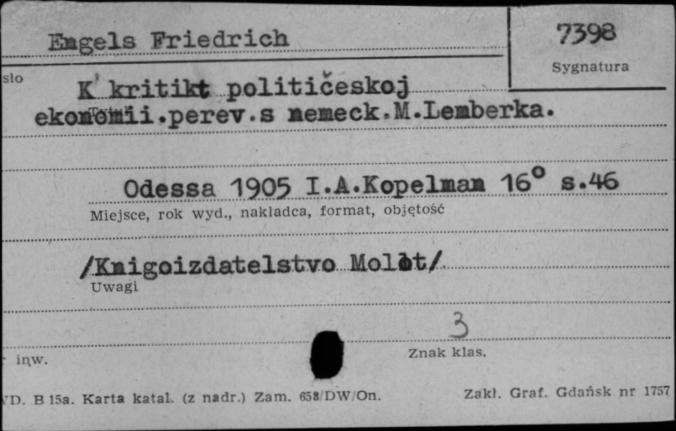 Engels Friedrich
7398
Sygnatura
sło
K kritikt političeskoj
ekonomii.perev.s nemeck.M.Lemberka.
Odessa 1905 I.A.Kopelman 16° s.46
Miejsce, rok wyd., nakładca, format, objętość
/Knigoizdatelstvo Molot/
Uwagi
3
r inw.
Znak klas.
VD. B 15a. Karta katal. (z nadr.) Zam. 658/DW/On.
Zakł. Graf. Gdańsk nr 1757